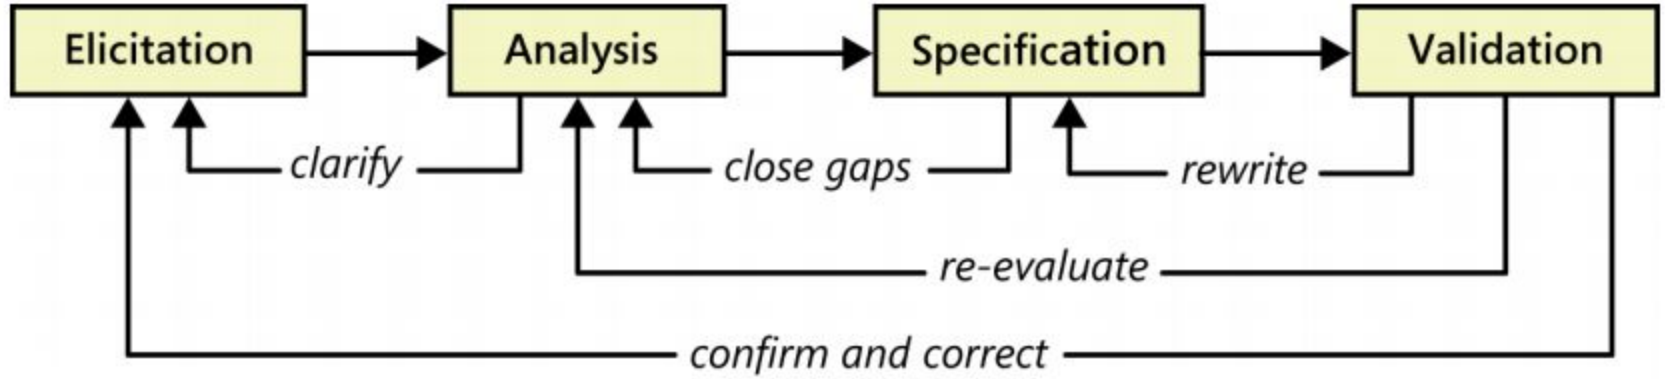 Elicitation
Analysis
Specification
Validation
clarify
close gaps
rewrite
re-evaluate
confirm and correct